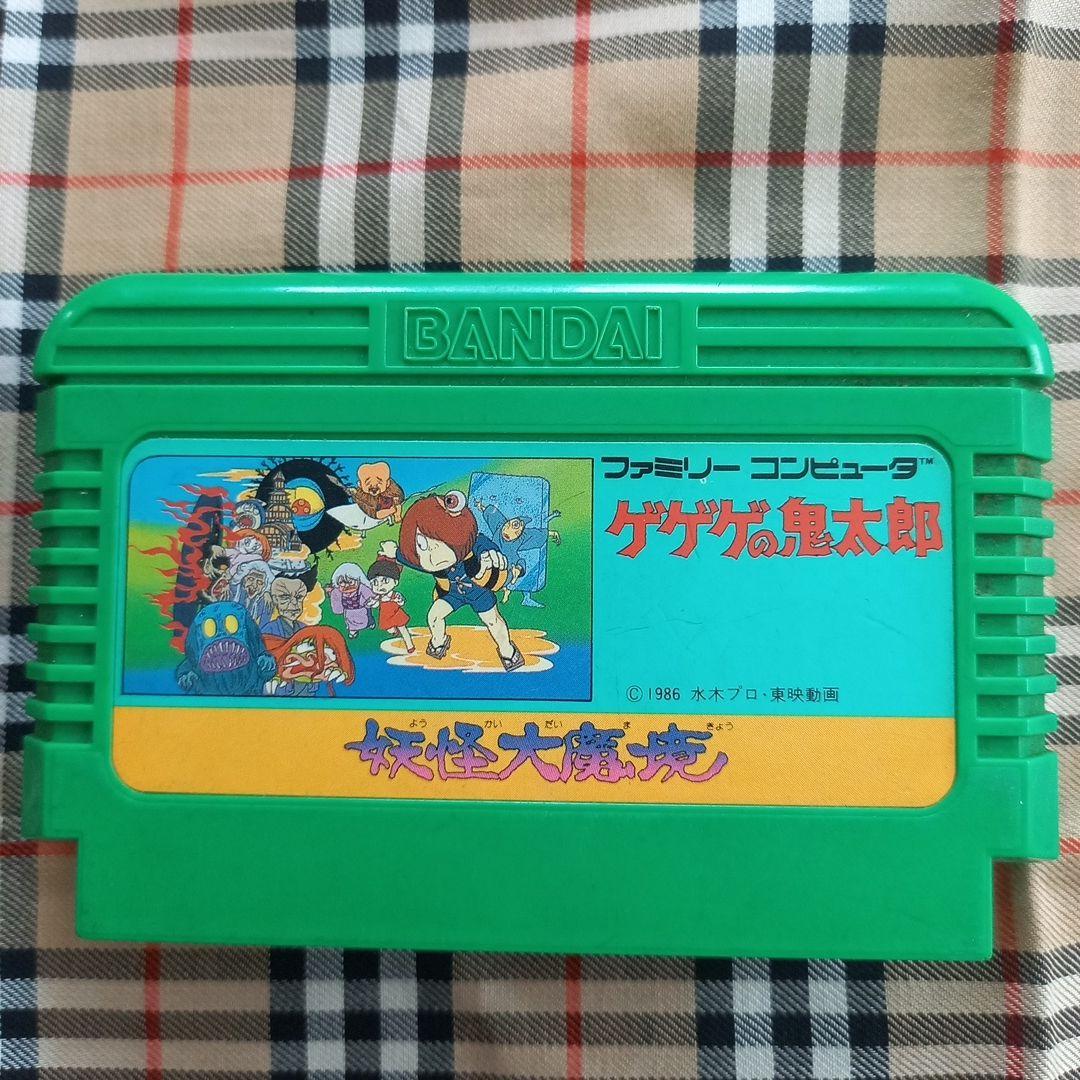 BANDAI
ファミリー コンピュータ™
ゲゲゲの鬼太郎
© 1986 水木プロ・東映動画
よう かい だい ま きょう
妖怪大魔境